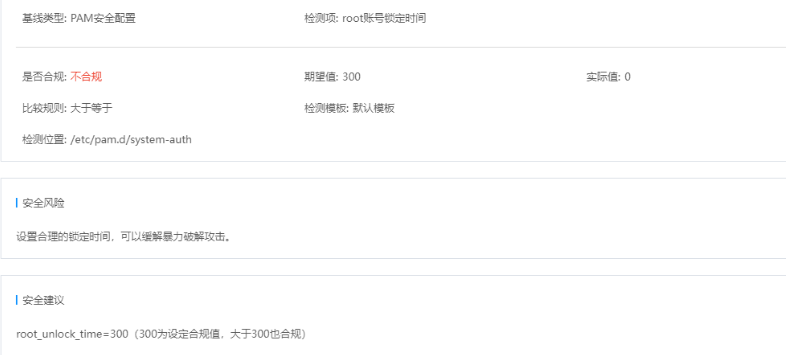 基线类型: PAM安全配置 检测项: root账号锁定时间
是否合规: 不合规 期望值: 300 实际值: 0
比较规则: 大于等于 检测模板: 默认模板
检测位置: /etc/pam.d/system-auth
安全风险
设置合理的锁定时间，可以缓解暴力破解攻击。
安全建议
root_unlock_time=300（300为设定合规值，大于300也合规）